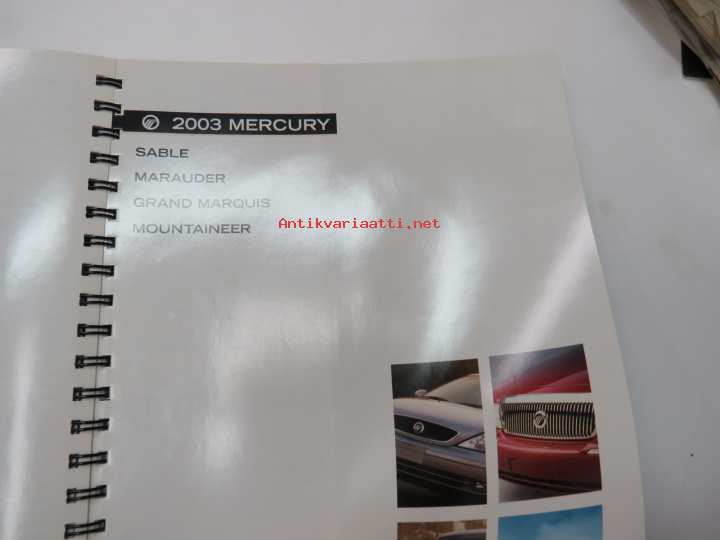 2003 MERCURY
SABLE
MARAUDER
GRAND MARQUIS
MOUNTAINEER
Antikvariaatti.net